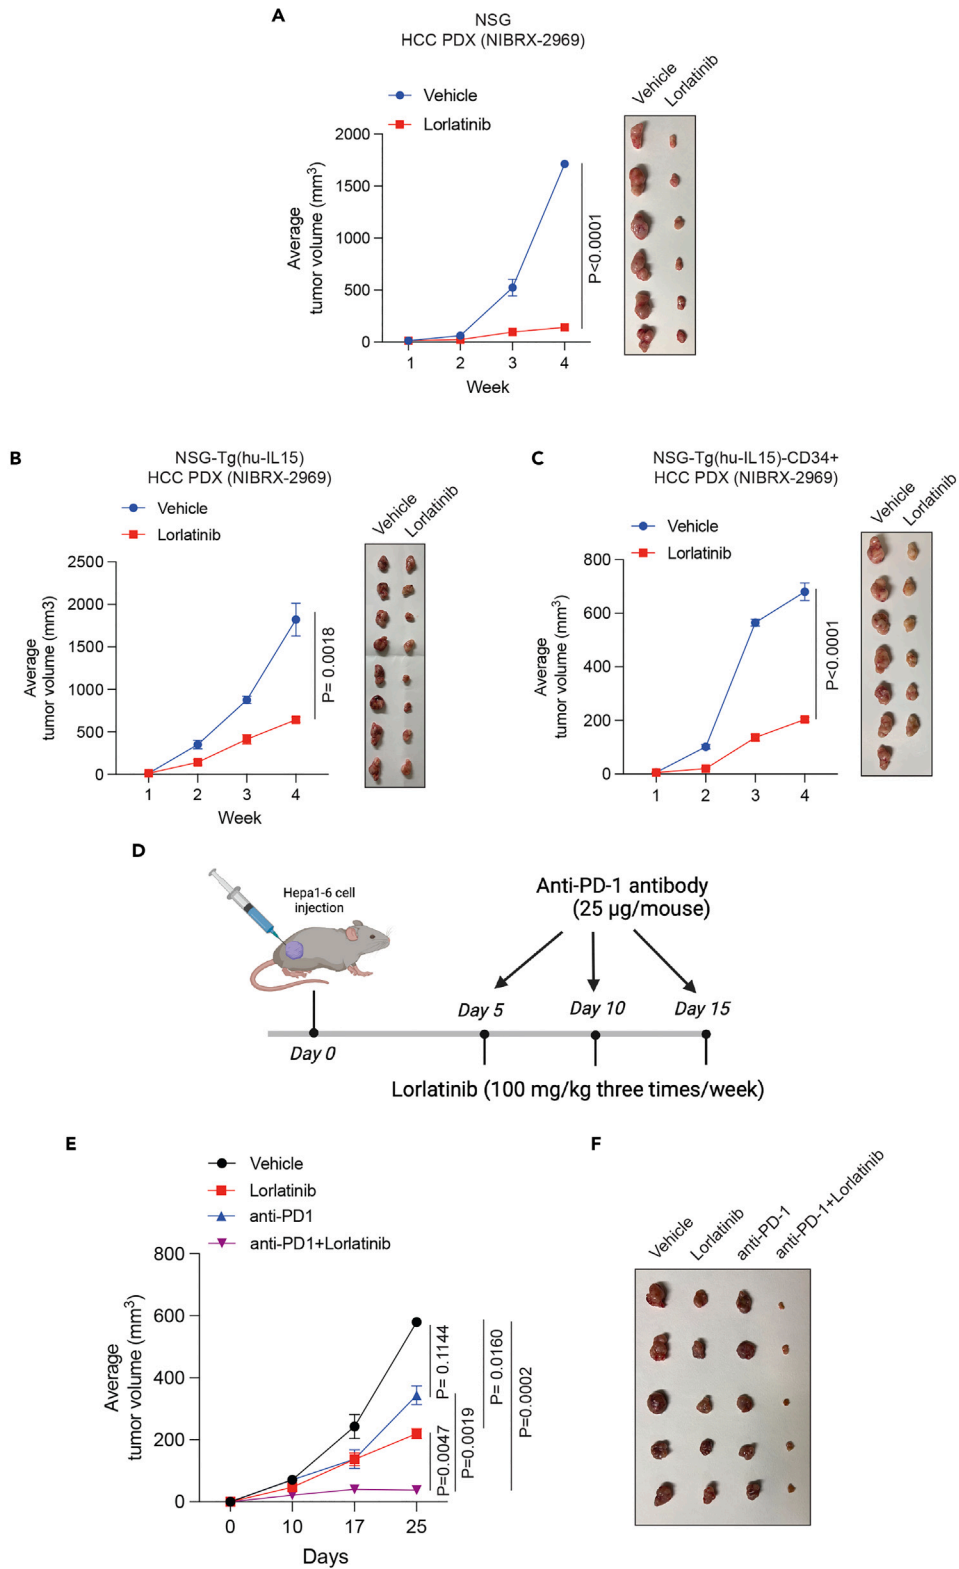 A
NSG
HCC PDX (NIBRX-2969)
Vehicle
Lorlatinib
Vehicle
Lorlatinib
2000
1500
1000
500
0
Average
tumor volume (mm³)
P<0.0001
1 2 3 4
Week
B
NSG-Tg(hu-IL15)
HCC PDX (NIBRX-2969)
Vehicle
Lorlatinib
Vehicle
Lorlatinib
2500
2000
1500
1000
500
0
Average
tumor volume (mm3)
P= 0.0018
1 2 3 4
Week
C
NSG-Tg(hu-IL15)-CD34+
HCC PDX (NIBRX-2969)
Vehicle
Lorlatinib
Vehicle
Lorlatinib
800
600
400
200
0
Average
tumor volume (mm³)
P<0.0001
1 2 3 4
D
Hepa1-6 cell
injection
Anti-PD-1 antibody
(25 µg/mouse)
Day 5 Day 10 Day 15
Day 0
Lorlatinib (100 mg/kg three times/week)
E
Vehicle
Lorlatinib
anti-PD1
anti-PD1+Lorlatinib
800
600
400
200
0
Average
tumor volume (mm³)
P= 0.1144
P=0.0047
P=0.0019
P= 0.0160
P=0.0002
0 10 17 25
Days
F
Vehicle
Lorlatinib
anti-PD-1
anti-PD-1+Lorlatinib